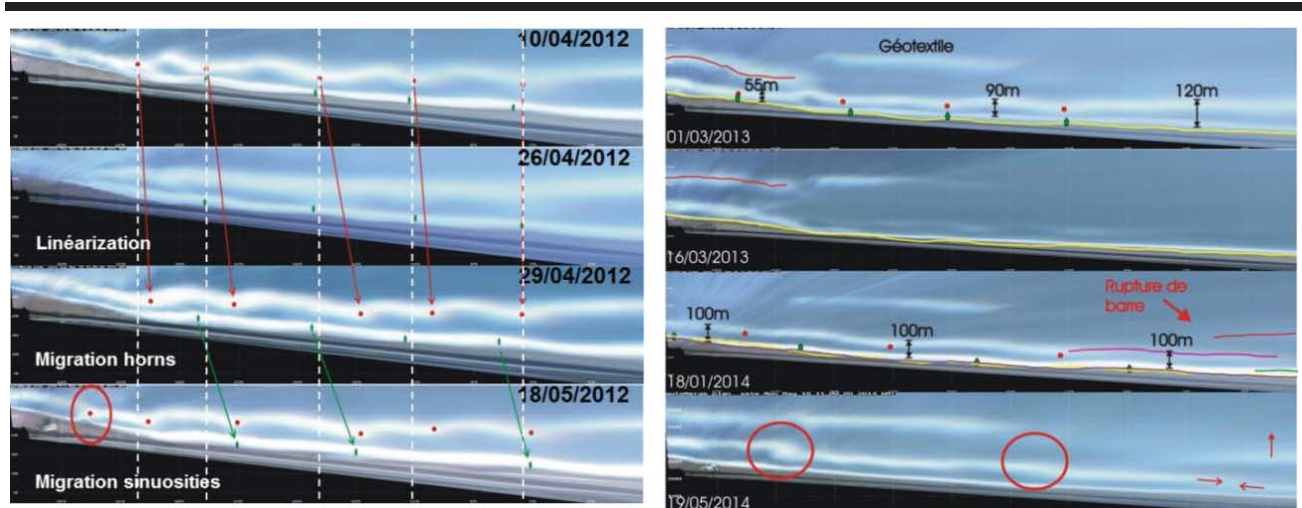 10/04/2012
26/04/2012
Linéarization
29/04/2012
Migration horns
18/05/2012
Migration sinuosities
Géotextile
55m
90m
120m
01/03/2013
16/03/2013
Rupture de
barre
100m
100m
100m
18/01/2014
19/05/2014